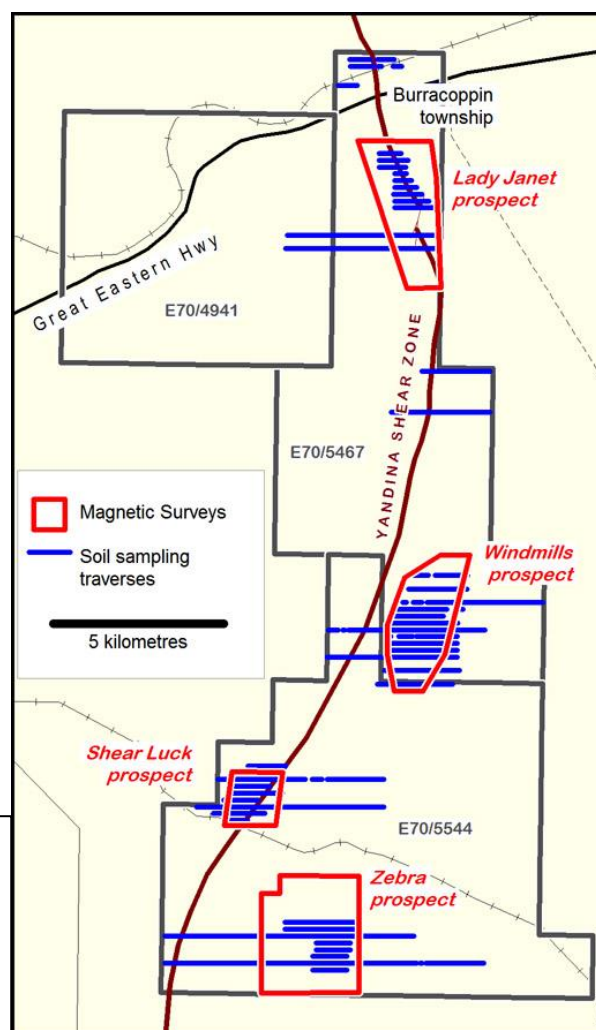 Burracoppin
township
Lady Janet
prospect
Great Eastern Hwy
E70/4941
YANDINA SHEAR ZONE
E70/5467
Magnetic Surveys
Soil sampling
traverses
5 kilometres
Windmills
prospect
Shear Luck
prospect
E70/5544
Zebra
prospect